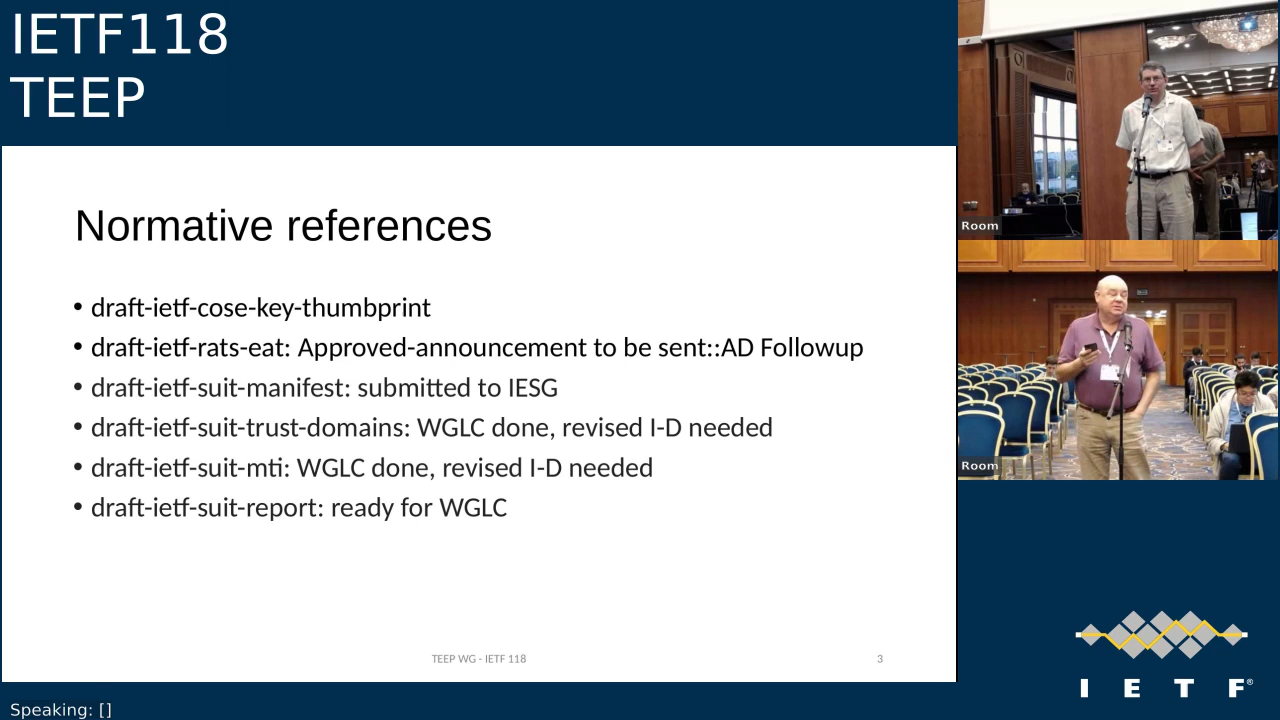 IETF118
TEEP
Normative references
• draft-ietf-cose-key-thumbprint
• draft-ietf-rats-eat: Approved-announcement to be sent::AD Followup
• draft-ietf-suit-manifest: submitted to IESG
• draft-ietf-suit-trust-domains: WGLC done, revised I-D needed
• draft-ietf-suit-mti: WGLC done, revised I-D needed
• draft-ietf-suit-report: ready for WGLC
TEEP WG - IETF 118
3
Room
Room
I E T F®
Speaking: []